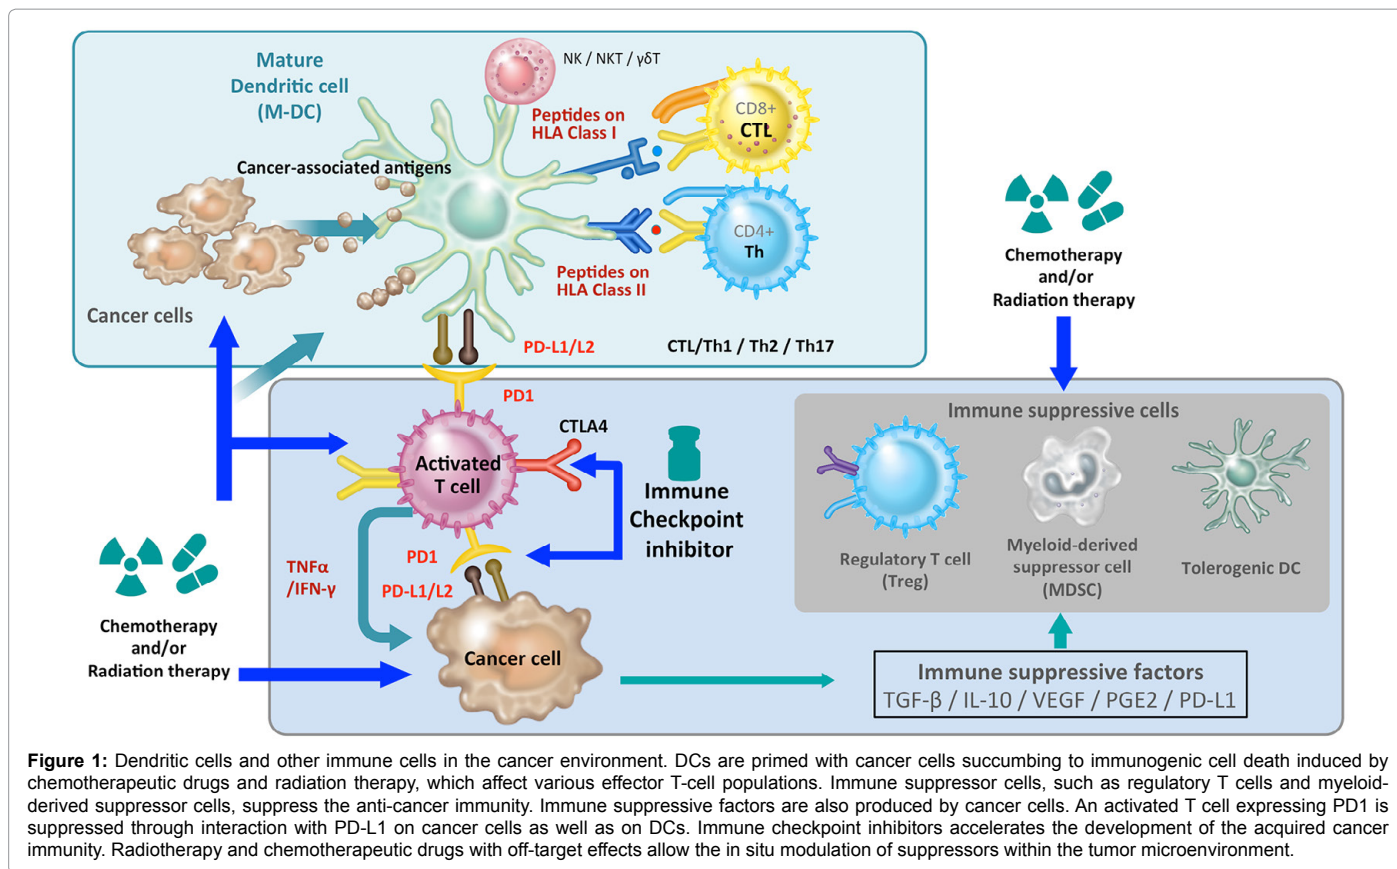 Mature
Dendritic cell
(M-DC)
NK / NKT / γδT
Peptides on
HLA Class I
CD8+
CTL
Cancer-associated antigens
CD4+
Th
Peptides on
HLA Class II
Cancer cells
PD-L1/L2
CTL/Th1 / Th2 / Th17
Chemotherapy
and/or
Radiation therapy
PD1
CTLA4
Activated
T cell
Immune
Checkpoint
inhibitor
Immune suppressive cells
Regulatory T cell
(Treg)
Myeloid-derived
suppressor cell
(MDSC)
Tolerogenic DC
TNFα
/IFN-γ
PD1
PD-L1/L2
Chemotherapy
and/or
Radiation therapy
Cancer cell
Immune suppressive factors
TGF-β / IL-10 / VEGF / PGE2 / PD-L1
Figure 1: Dendritic cells and other immune cells in the cancer environment. DCs are primed with cancer cells succumbing to immunogenic cell death induced by
chemotherapeutic drugs and radiation therapy, which affect various effector T-cell populations. Immune suppressor cells, such as regulatory T cells and myeloid-
derived suppressor cells, suppress the anti-cancer immunity. Immune suppressive factors are also produced by cancer cells. An activated T cell expressing PD1 is
suppressed through interaction with PD-L1 on cancer cells as well as on DCs. Immune checkpoint inhibitors accelerates the development of the acquired cancer
immunity. Radiotherapy and chemotherapeutic drugs with off-target effects allow the in situ modulation of suppressors within the tumor microenvironment.